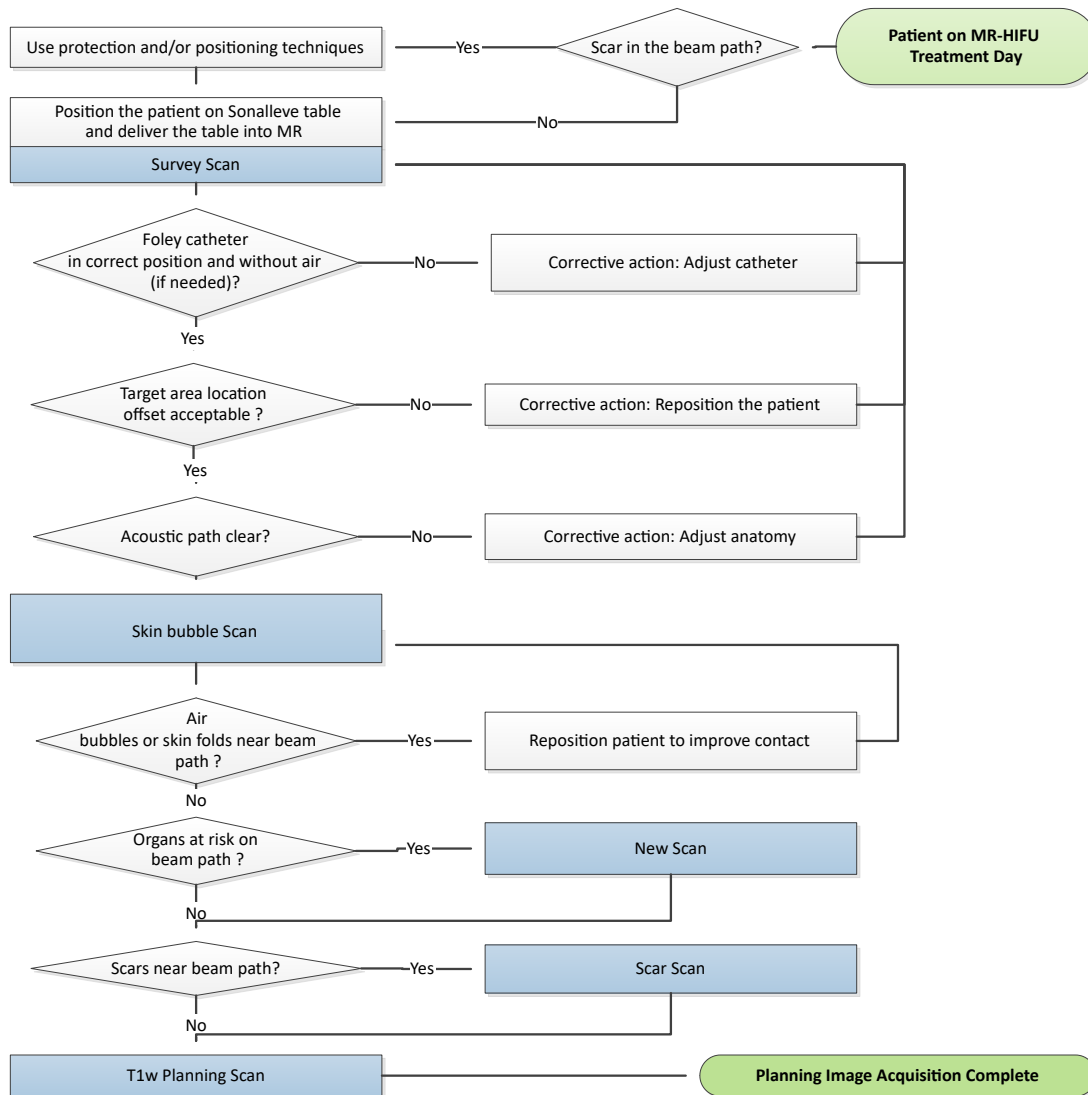 Use protection and/or positioning techniques
Yes
Scar in the beam path?
Patient on MR-HIFU
Treatment Day
Position the patient on Sonalleve table
and deliver the table into MR
No
Survey Scan
Foley catheter
in correct position and without air
(if needed)?
No
Corrective action: Adjust catheter
Yes
Target area location
offset acceptable ?
No
Corrective action: Reposition the patient
Yes
Acoustic path clear?
No
Corrective action: Adjust anatomy
Skin bubble Scan
Air
bubbles or skin folds near beam
path ?
Yes
Reposition patient to improve contact
No
Organs at risk on
beam path ?
Yes
New Scan
No
Scars near beam path?
Yes
Scar Scan
No
T1w Planning Scan
Planning Image Acquisition Complete